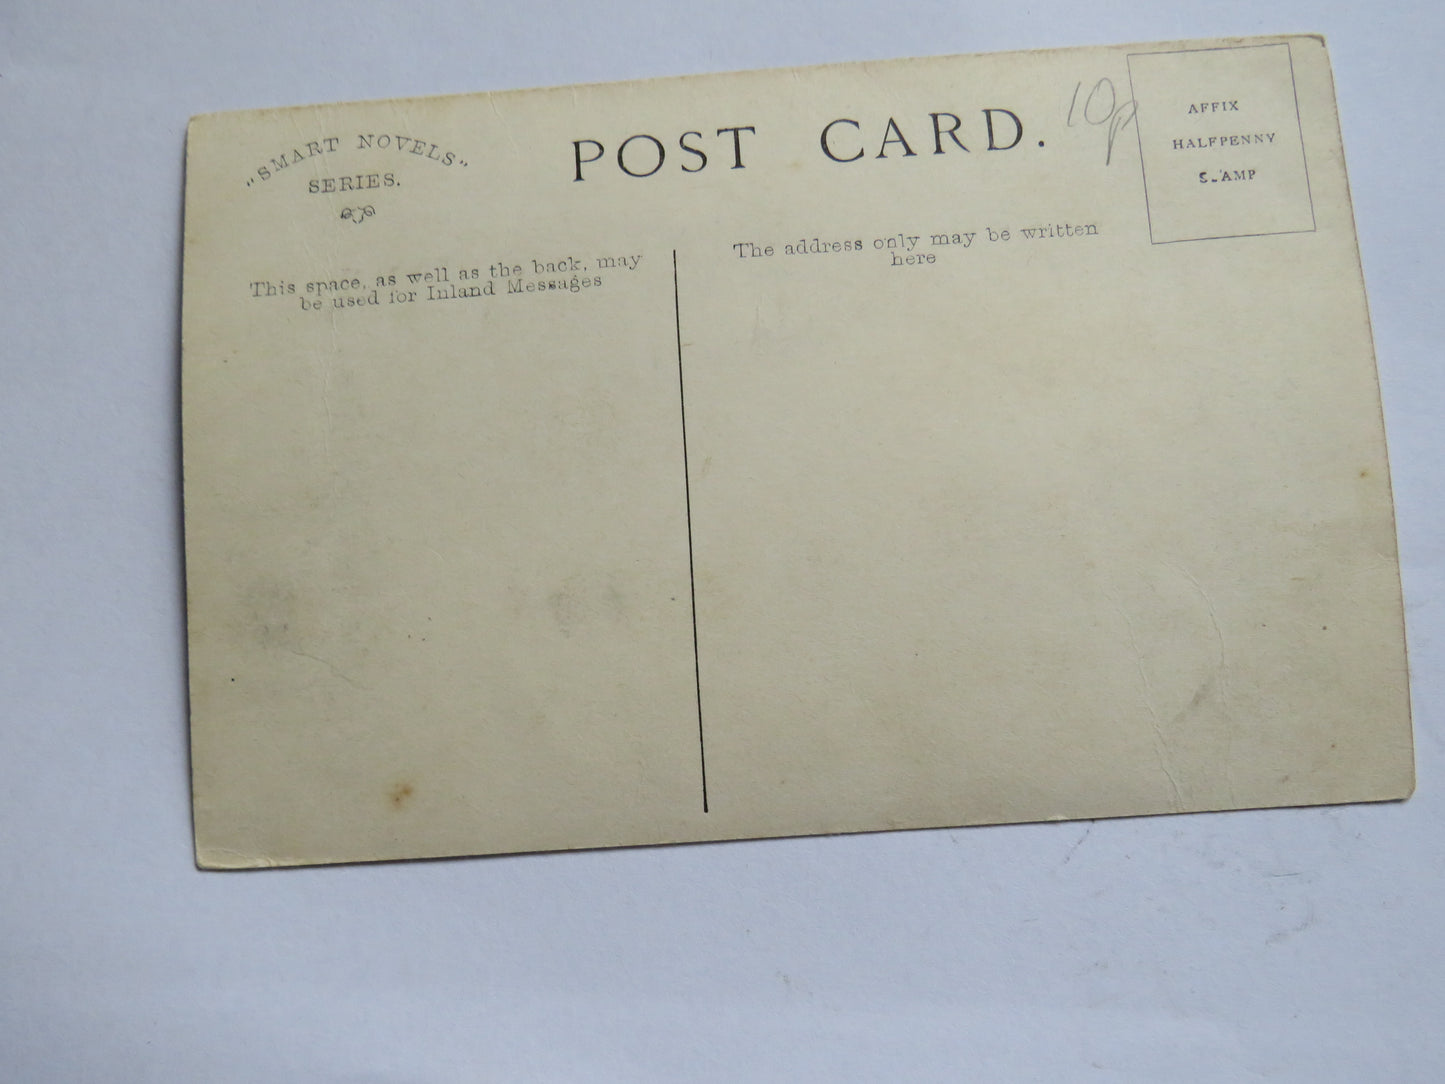 "SMART NOVELS"
SERIES.
POST CARD.
10p
AFFIX
HALFPENNY
S.'AMP
This space, as well as the back, may
be used for Inland Messages
The address only may be written
here